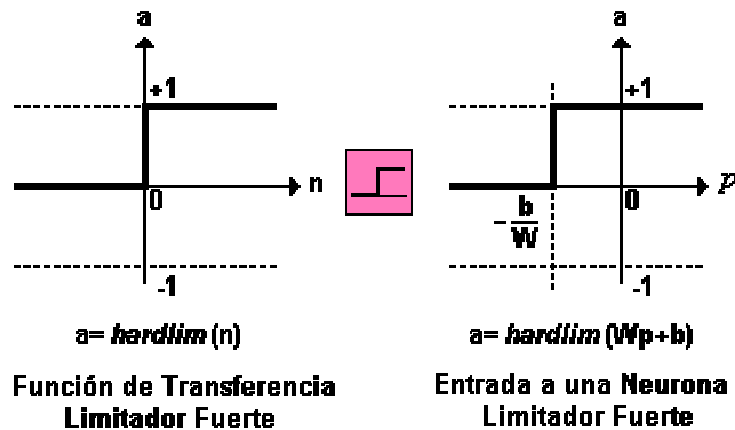 a
+1
n
0
-1
a= hardlim (n)
Función de Transferencia
Limitador Fuerte
a
+1
p
0
- b/W
-1
a= hardlim (Wp+b)
Entrada a una Neurona
Limitador Fuerte